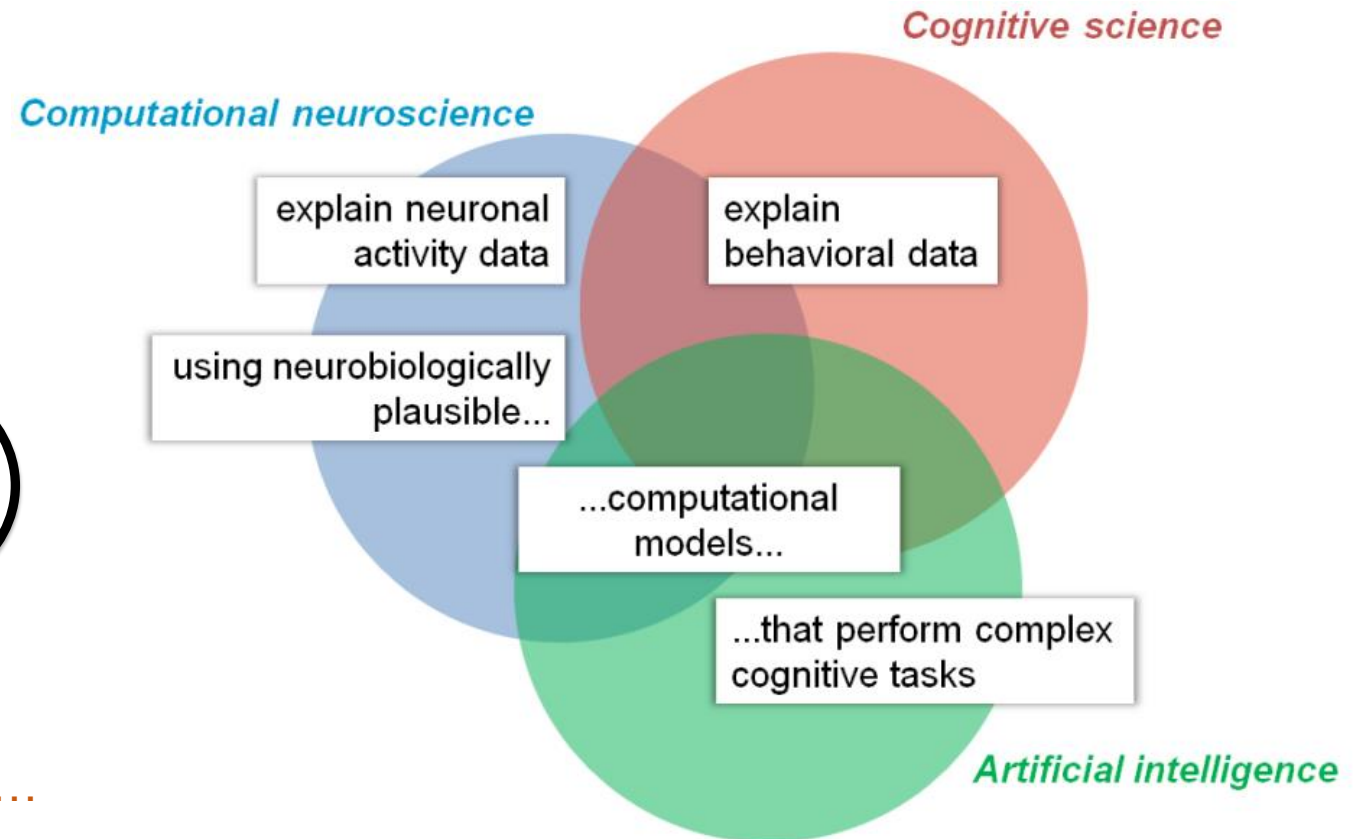 Cognitive science
Computational neuroscience
explain neuronal
activity data
explain
behavioral data
using neurobiologically
plausible...
...computational
models...
...that perform complex
cognitive tasks
Artificial intelligence
...